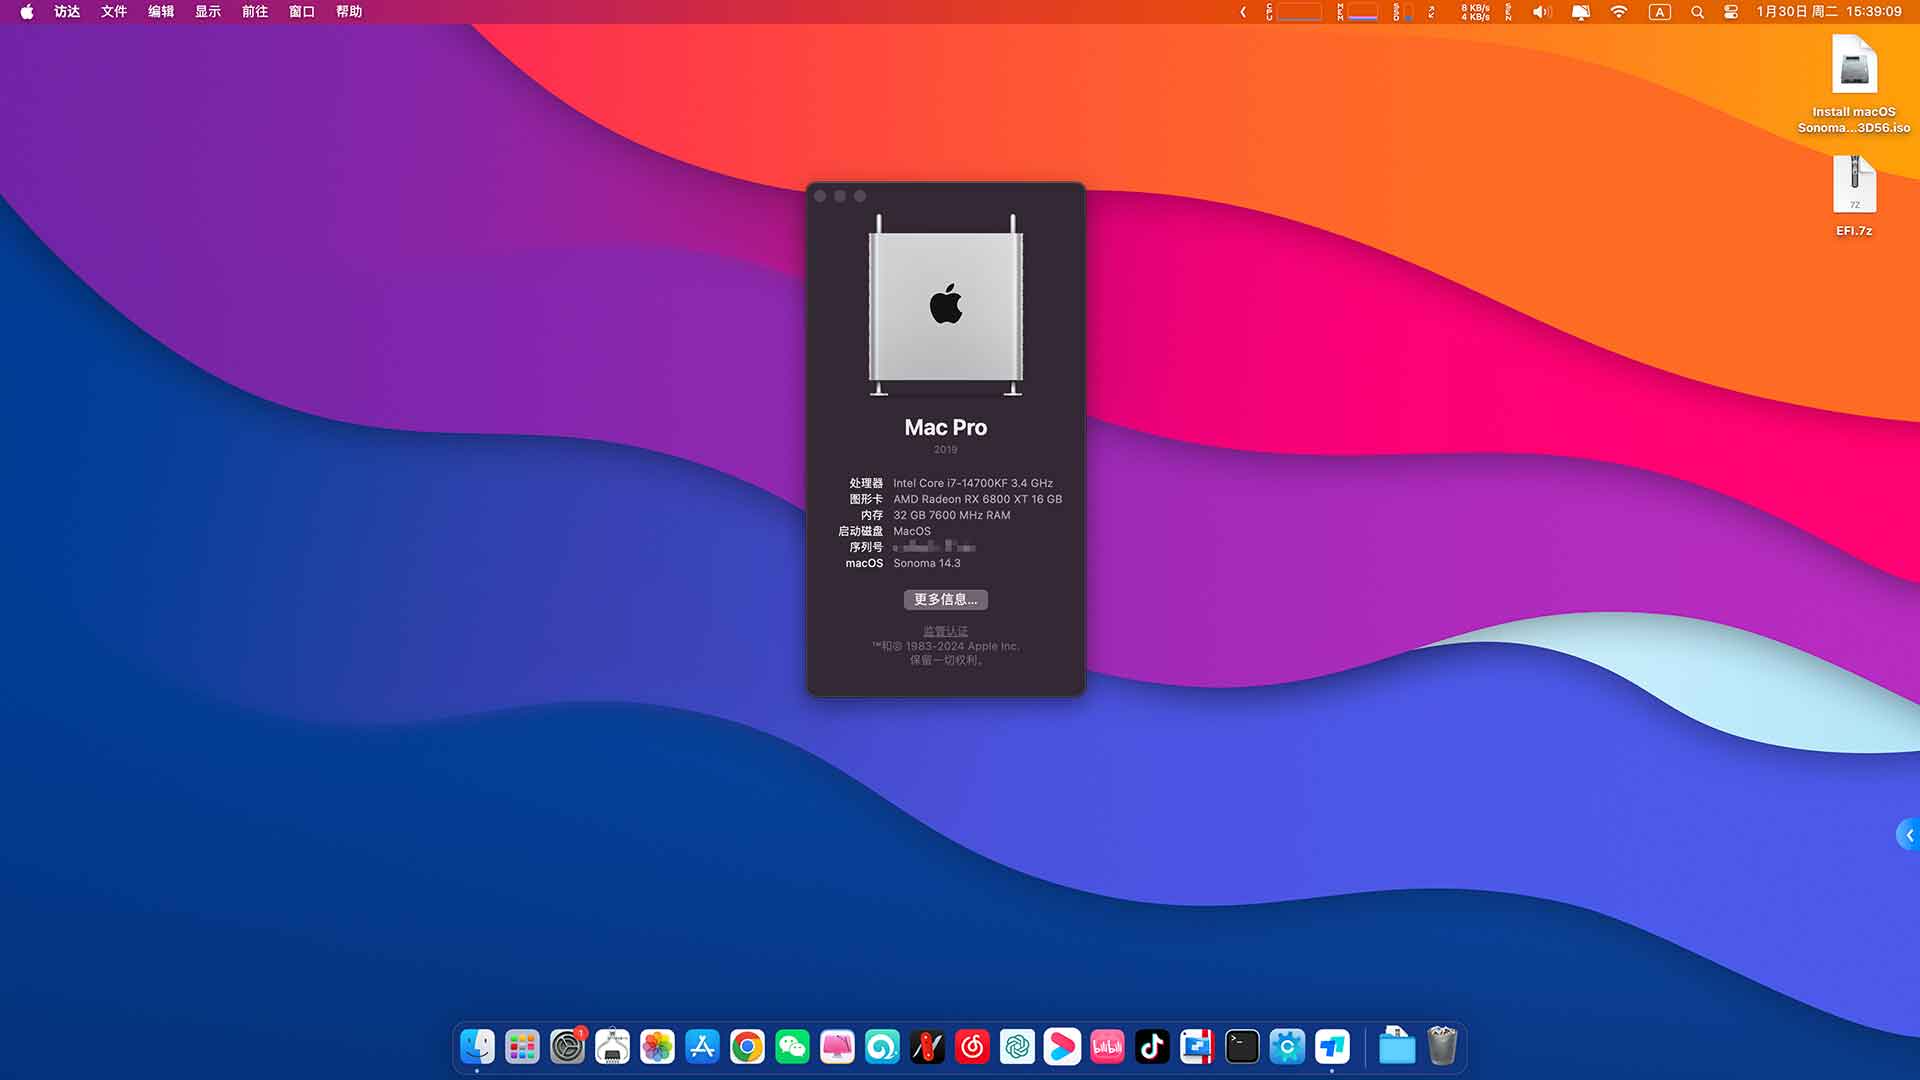 访达 文件 编辑 显示 前往 窗口 帮助
CPU MEM SSD 8 KB/s SEN A 1月30日 周二 15:39:09
4 KB/s
Install macOS
Sonoma...3D56.iso
7Z
EFI.7z
Mac Pro
2019
处理器 Intel Core i7-14700KF 3.4 GHz
图形卡 AMD Radeon RX 6800 XT 16 GB
内存 32 GB 7600 MHz RAM
启动磁盘 MacOS
序列号
macOS Sonoma 14.3
更多信息...
监管认证
™和© 1983-2024 Apple Inc.
保留一切权利。
1
bilibili